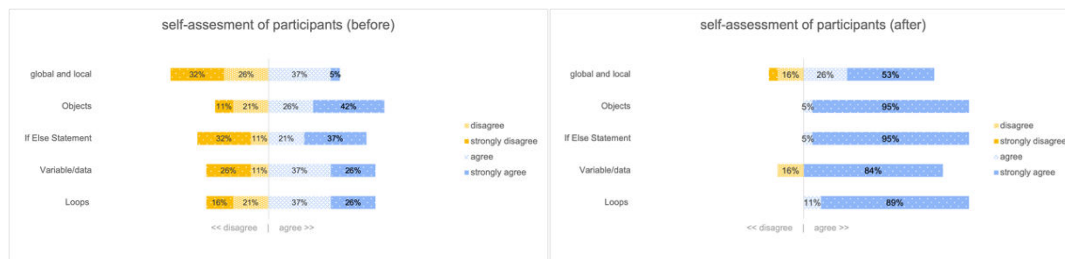 self-assesment of participants (before)
global and local 32% 26% 37% 5%
Objects 11% 21% 26% 42%
If Else Statement 32% 11% 21% 37%
Variable/data 26% 11% 37% 26%
Loops 16% 21% 37% 26%
<< disagree | agree >>
disagree
strongly disagree
agree
strongly agree
self-assessment of participants (after)
global and local 16% 26% 53%
Objects 5% 95%
If Else Statement 5% 95%
Variable/data 16% 84%
Loops 11% 89%
<< disagree | agree >>
disagree
strongly disagree
agree
strongly agree